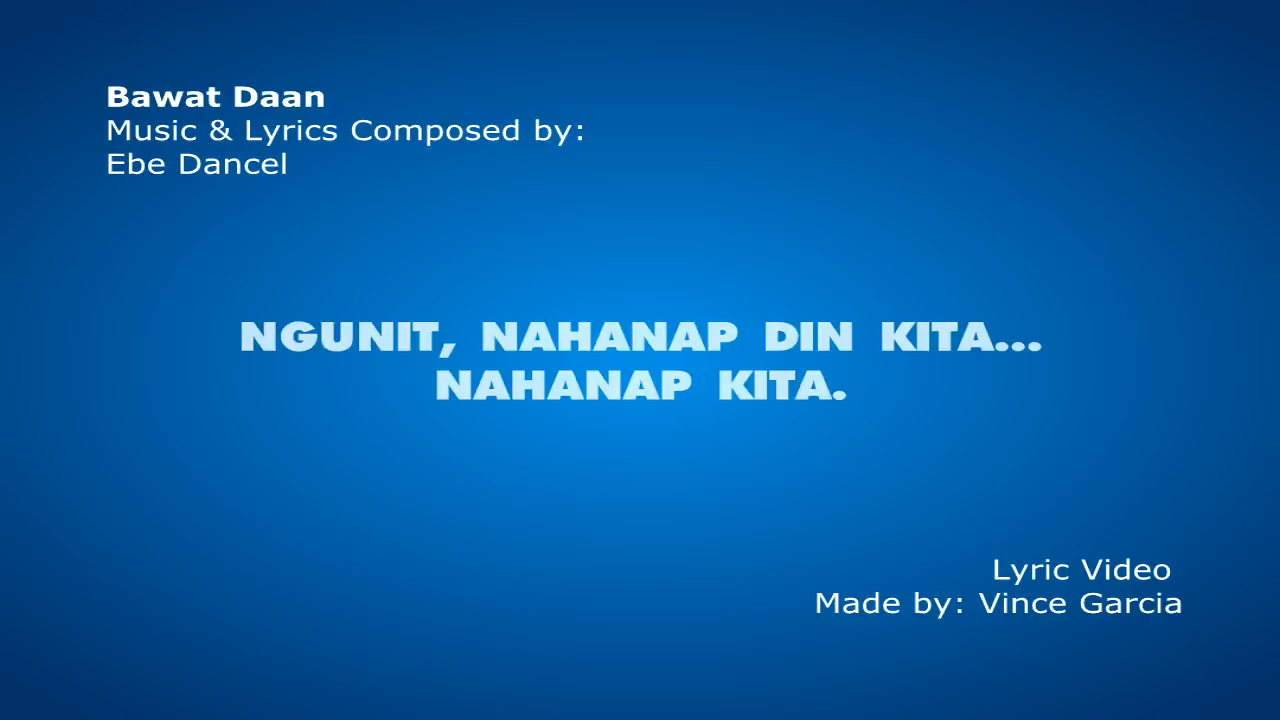 Bawat Daan
Music & Lyrics Composed by:
Ebe Dancel
NGUNIT, NAHANAP DIN KITA...
NAHANAP KITA.
Lyric Video
Made by: Vince Garcia